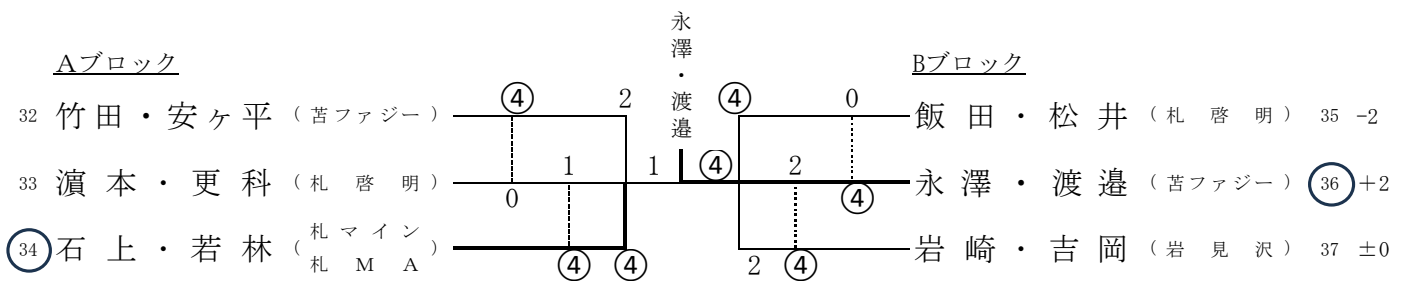 永澤・渡邉
Aブロック
Bブロック
④ 2 ④ 0
32 竹田・安ヶ平 (苫ファジー) 飯田・松井 (札啓明) 35 -2
1 1 ④ 2
33 濵本・更科 (札啓明) 永澤・渡邉 (苫ファジー) 36 +2
0 ④
札マイン
34 石上・若林 ( ) 岩崎・吉岡 (岩見沢) 37 ±0
札MA
④ ④ 2 ④